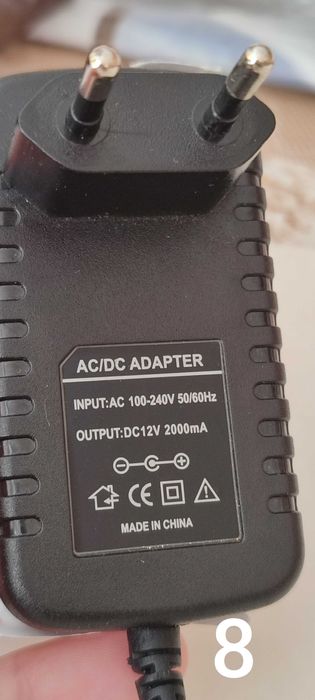 AC/DC ADAPTER
INPUT:AC 100-240V 50/60Hz
OUTPUT:DC12V 2000mA
CE
MADE IN CHINA
8